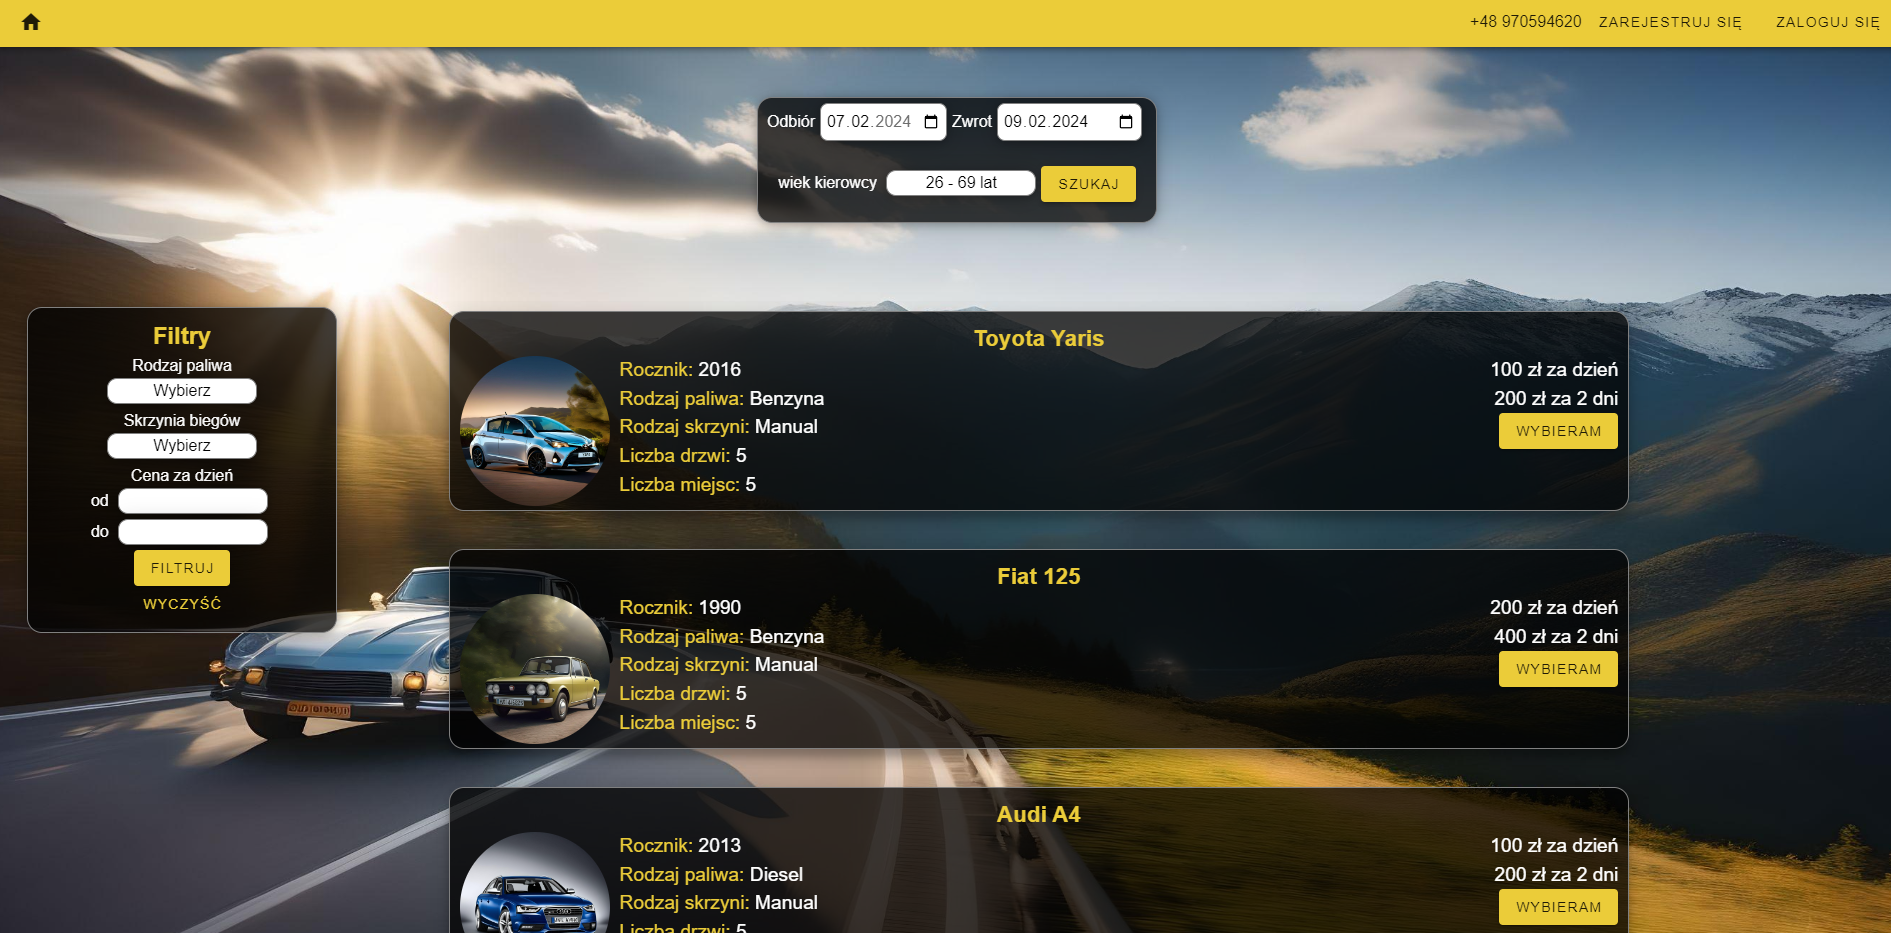 +48 970594620 ZAREJESTRUJ SIĘ ZALOGUJ SIĘ
Odbiór 07.02.2024 Zwrot 09.02.2024
wiek kierowcy 26 - 69 lat SZUKAJ
Filtry
Rodzaj paliwa
Wybierz
Skrzynia biegów
Wybierz
Cena za dzień
od
do
FILTRUJ
WYCZYŚĆ
Toyota Yaris
Rocznik: 2016
Rodzaj paliwa: Benzyna
Rodzaj skrzyni: Manual
Liczba drzwi: 5
Liczba miejsc: 5
100 zł za dzień
200 zł za 2 dni
WYBIERAM
Fiat 125
Rocznik: 1990
Rodzaj paliwa: Benzyna
Rodzaj skrzyni: Manual
Liczba drzwi: 5
Liczba miejsc: 5
200 zł za dzień
400 zł za 2 dni
WYBIERAM
Audi A4
Rocznik: 2013
Rodzaj paliwa: Diesel
Rodzaj skrzyni: Manual
Liczba drzwi: 5
100 zł za dzień
200 zł za 2 dni
WYBIERAM